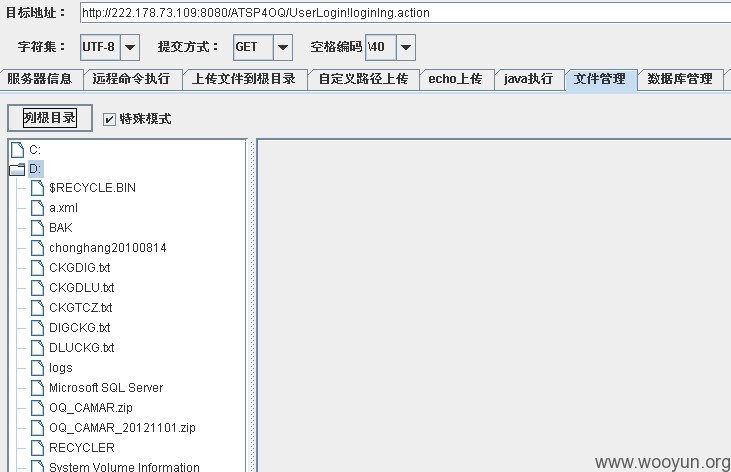 目标地址： http://222.178.73.109:8080/ATSP4OQ/UserLogin!loginIng.action
字符集： UTF-8 提交方式： GET 空格编码 \40
服务器信息 远程命令执行 上传文件到根目录 自定义路径上传 echo上传 java执行 文件管理 数据库管理
列根目录 特殊模式
C:
D:
$RECYCLE.BIN
a.xml
BAK
chonghang20100814
CKGDIG.txt
CKGDLU.txt
CKGTCZ.txt
DIGCKG.txt
DLUCKG.txt
logs
Microsoft SQL Server
OQ_CAMAR.zip
OQ_CAMAR_20121101.zip
RECYCLER
System Volume Information
www.wooyun.org